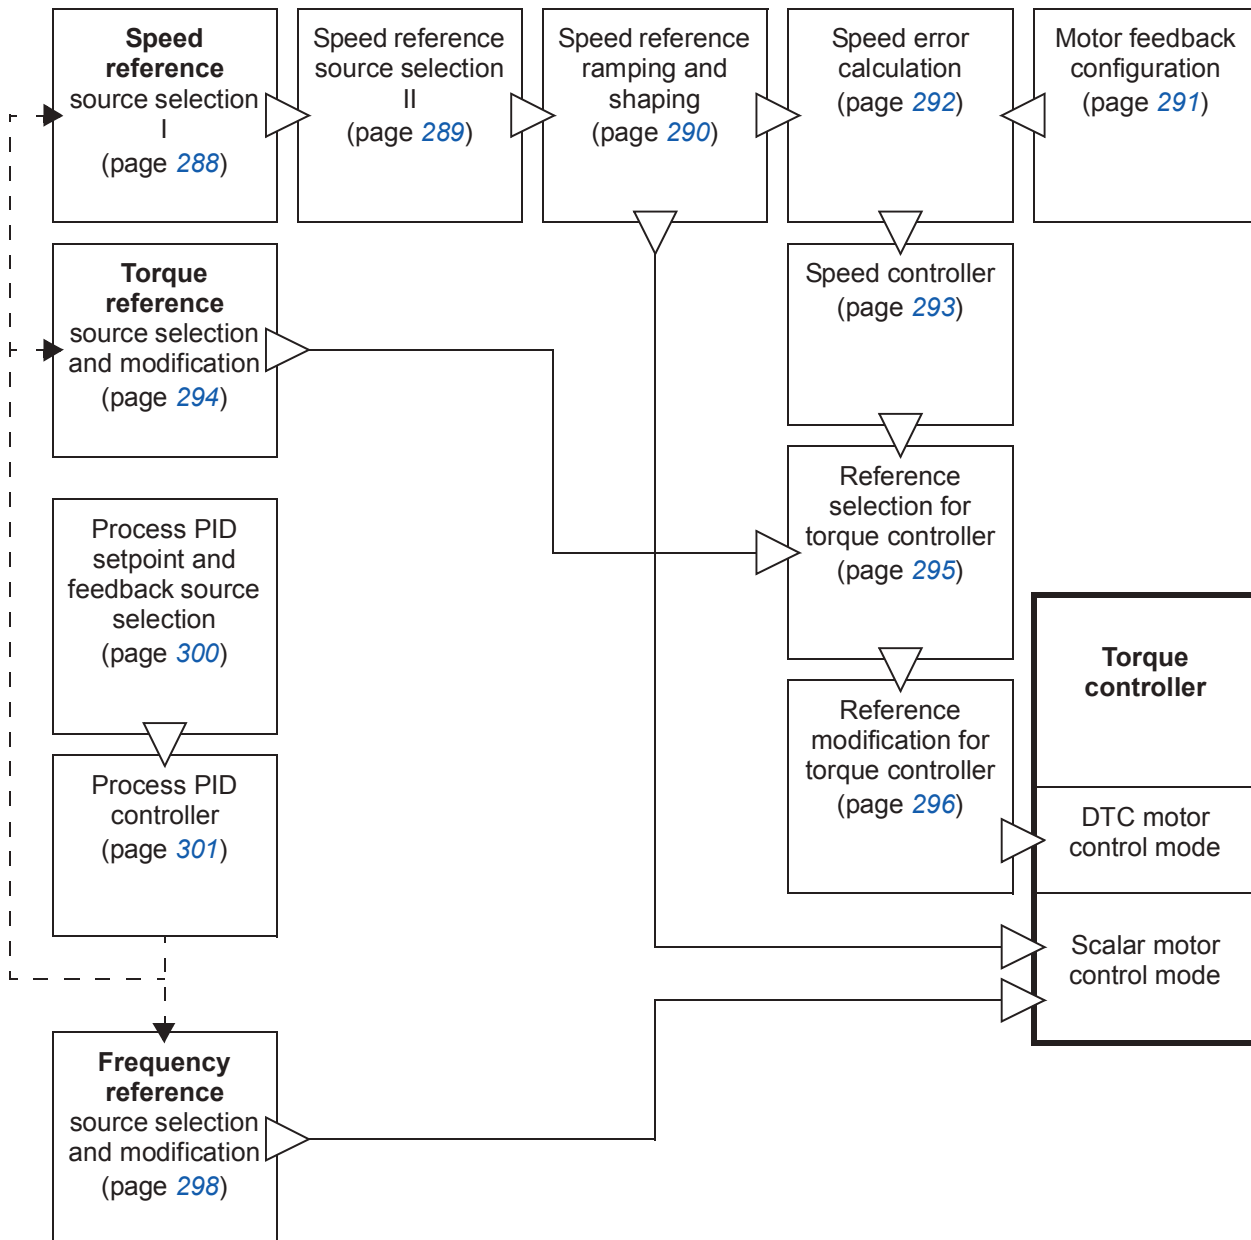 Speed
reference
source selection
I
(page 288)
Speed reference
source selection
II
(page 289)
Speed reference
ramping and
shaping
(page 290)
Speed error
calculation
(page 292)
Motor feedback
configuration
(page 291)
Torque
reference
source selection
and modification
(page 294)
Speed controller
(page 293)
Reference
selection for
torque controller
(page 295)
Process PID
setpoint and
feedback source
selection
(page 300)
Torque
controller
Reference
modification for
torque controller
(page 296)
Process PID
controller
(page 301)
DTC motor
control mode
Scalar motor
control mode
Frequency
reference
source selection
and modification
(page 298)